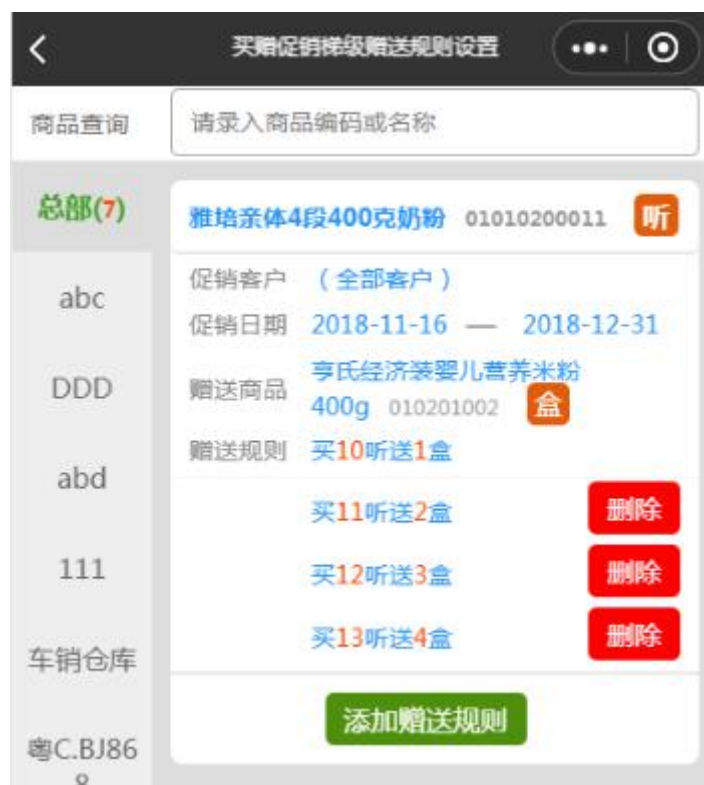 买赠促销梯级赠送规则设置
商品查询 请录入商品编码或名称
总部(7)
abc
DDD
abd
111
车销仓库
粤C.BJ86
8
雅培亲体4段400克奶粉 01010200011 听
促销客户 (全部客户)
促销日期 2018-11-16 — 2018-12-31
赠送商品 亨氏经济装婴儿营养米粉
400g 010201002 盒
赠送规则 买10听送1盒
买11听送2盒 删除
买12听送3盒 删除
买13听送4盒 删除
添加赠送规则